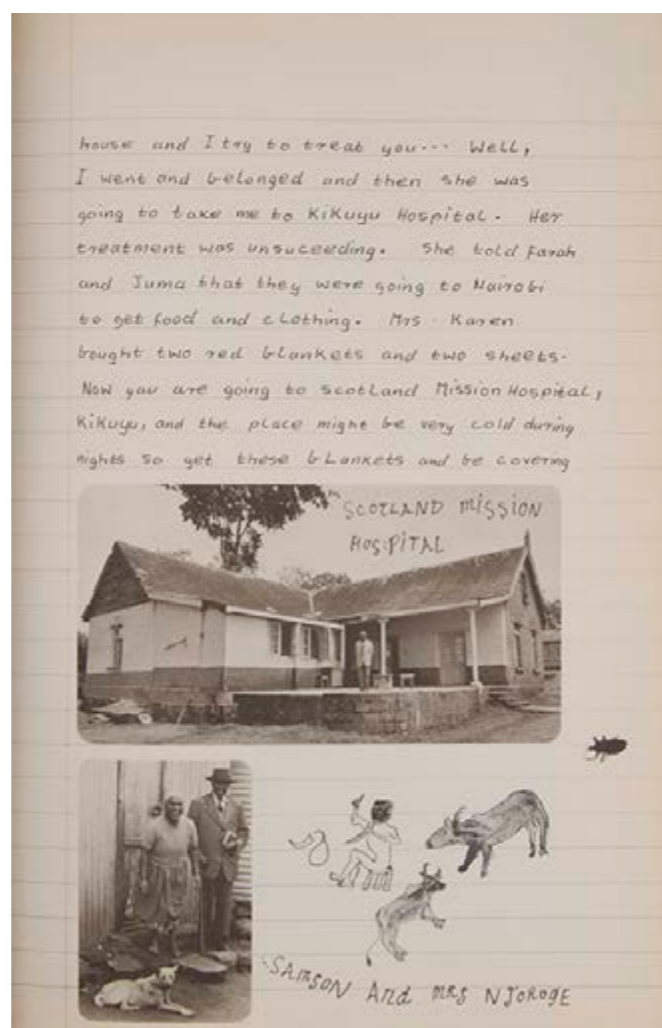 house and I try to treat you... Well,
I went and belonged and then she was
going to take me to Kikuyu Hospital. Her
treatment was unsuceeding. She told Farah
and Juma that they were going to Nairobi
to get food and clothing. Mrs. Karen
bought two red blankets and two sheets.
Now you are going to Scotland Mission Hospital,
Kikuyu, and the place might be very cold during
nights so get these blankets and be covering
SCOTLAND MISSION
HOSPITAL
SAMSON And MRS NJOROGE